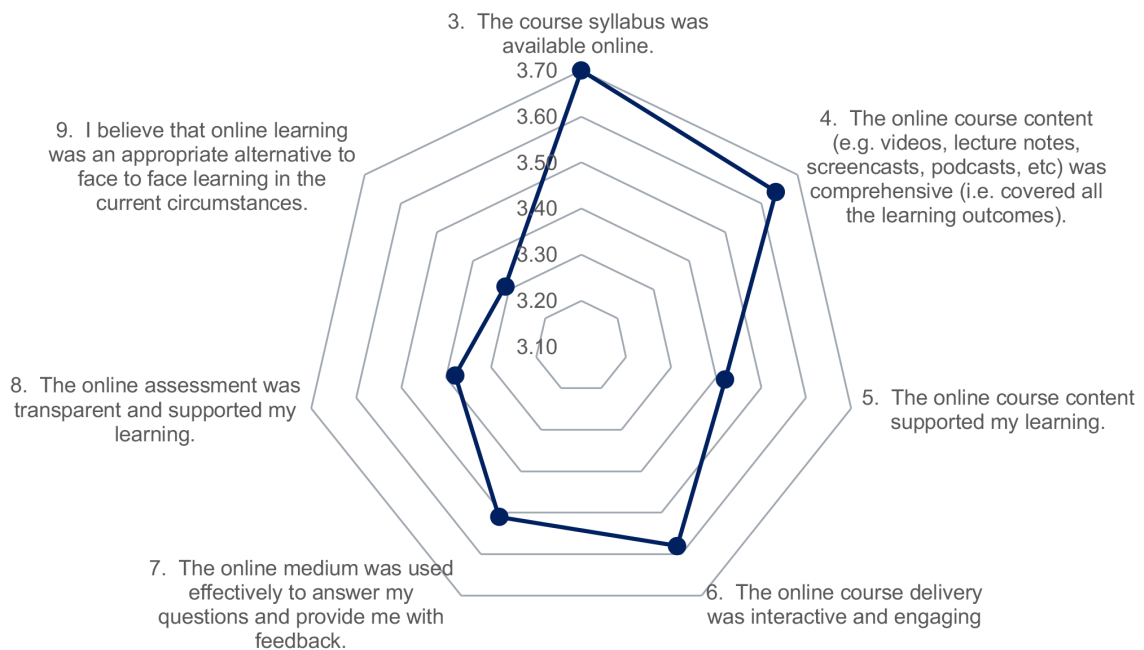 3.  The course syllabus was
available online.
3.70
3.60
3.50
3.40
3.30
3.20
3.10
4.  The online course content
(e.g. videos, lecture notes,
screencasts, podcasts, etc) was
comprehensive (i.e. covered all
the learning outcomes).
5.  The online course content
supported my learning.
6.  The online course delivery
was interactive and engaging
7.  The online medium was used
effectively to answer my
questions and provide me with
feedback.
8.  The online assessment was
transparent and supported my
learning.
9.  I believe that online learning
was an appropriate alternative to
face to face learning in the
current circumstances.